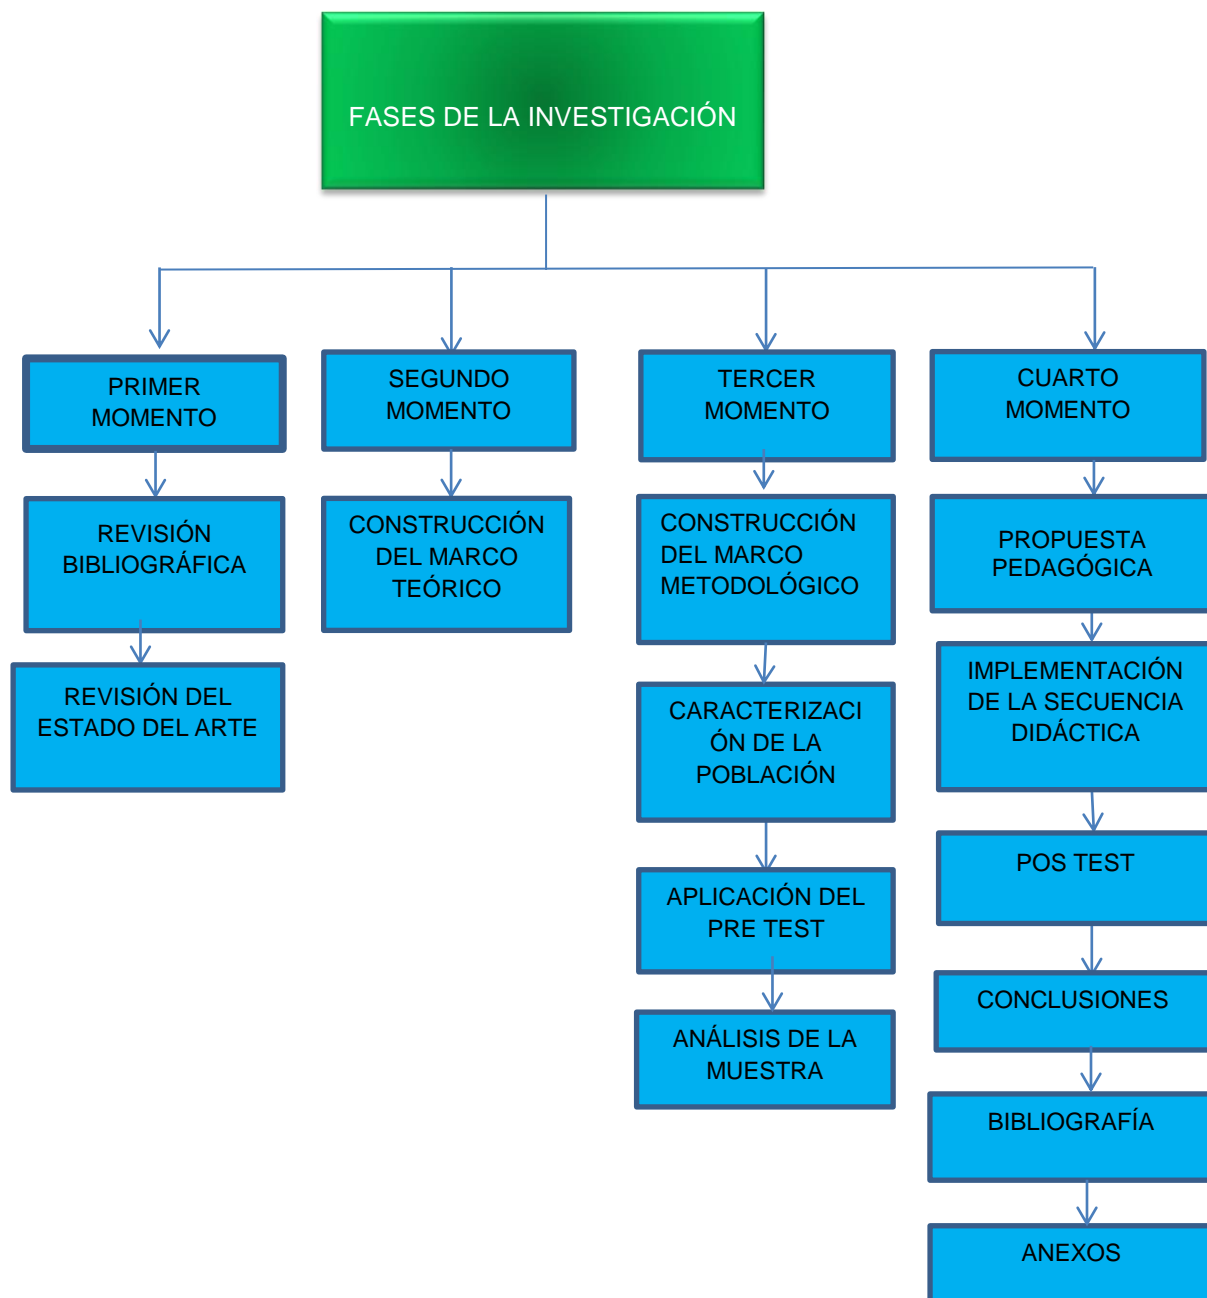 FASES DE LA INVESTIGACIÓN
PRIMER
MOMENTO
REVISIÓN
BIBLIOGRÁFICA
REVISIÓN DEL
ESTADO DEL ARTE
SEGUNDO
MOMENTO
CONSTRUCCIÓN
DEL MARCO
TEÓRICO
TERCER
MOMENTO
CONSTRUCCIÓN
DEL MARCO
METODOLÓGICO
CARACTERIZACI
ÓN DE LA
POBLACIÓN
APLICACIÓN DEL
PRE TEST
ANÁLISIS DE LA
MUESTRA
CUARTO
MOMENTO
PROPUESTA
PEDAGÓGICA
IMPLEMENTACIÓN
DE LA SECUENCIA
DIDÁCTICA
POS TEST
CONCLUSIONES
BIBLIOGRAFÍA
ANEXOS